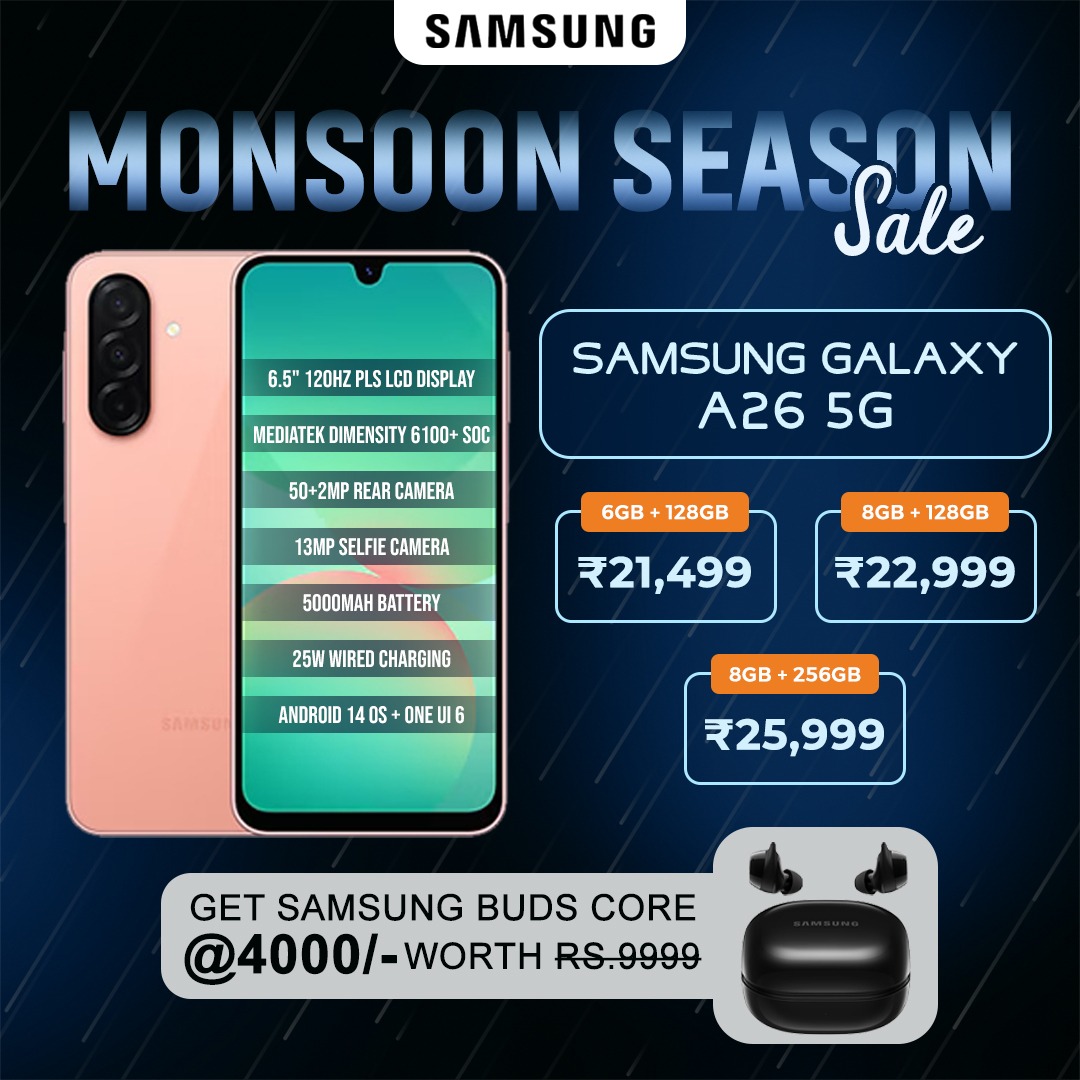 SAMSUNG
MONSOON SEASON
Sale
6.5" 120HZ PLS LCD DISPLAY
MEDIATEK DIMENSITY 6100+ SOC
50+2MP REAR CAMERA
13MP SELFIE CAMERA
5000MAH BATTERY
25W WIRED CHARGING
ANDROID 14 OS + ONE UI 6
SAMSUN
SAMSUNG GALAXY
A26 5G
6GB + 128GB
₹21,499
8GB + 128GB
₹22,999
8GB + 256GB
₹25,999
GET SAMSUNG BUDS CORE
@4000/- WORTH RS.9999
SAMSUNG